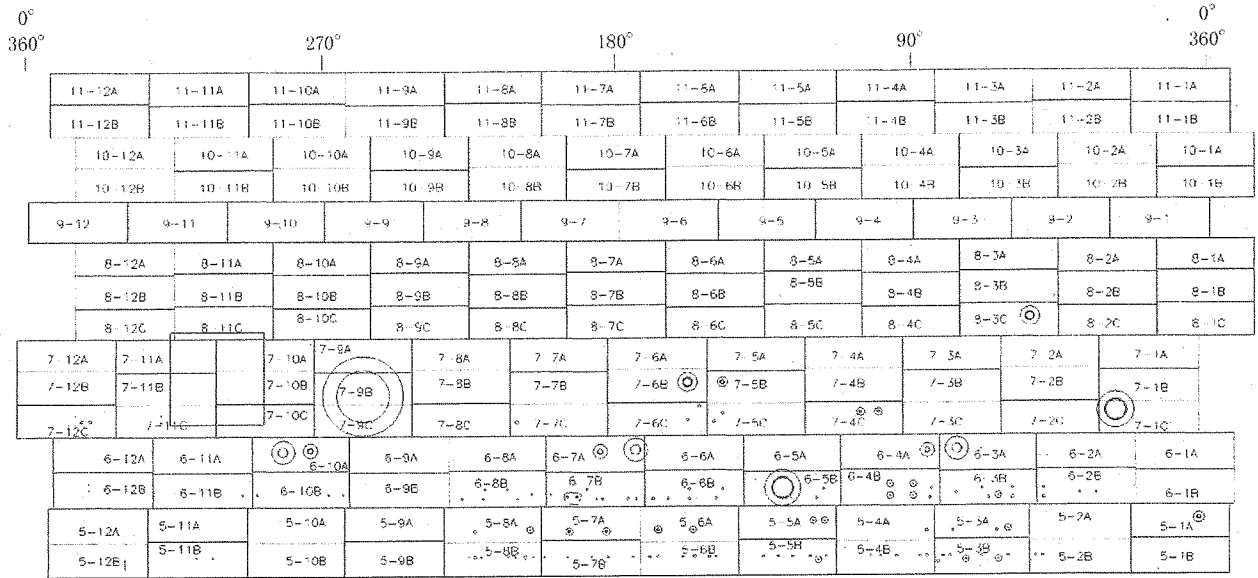 0° 0°
360° 270° 180° 90° 360°
11-12A 11-11A 11-10A 11-9A 11-8A 11-7A 11-6A 11-5A 11-4A 11-3A 11-2A 11-1A
11-12B 11-11B 11-10B 11-9B 11-8B 11-7B 11-6B 11-5B 11-4B 11-3B 11-2B 11-1B
10-12A 10-11A 10-10A 10-9A 10-8A 10-7A 10-6A 10-5A 10-4A 10-3A 10-2A 10-1A
10-12B 10-11B 10-10B 10-9B 10-8B 10-7B 10-6B 10-5B 10-4B 10-3B 10-2B 10-1B
9-12 9-11 9-10 9-9 9-8 9-7 9-6 9-5 9-4 9-3 9-2 9-1
8-12A 8-11A 8-10A 8-9A 8-8A 8-7A 8-6A 8-5A 8-4A 8-3A 8-2A 8-1A
8-12B 8-11B 8-10B 8-9B 8-8B 8-7B 8-6B 8-5B 8-4B 8-3B 8-2B 8-1B
8-12C 8-11C 8-10C 8-9C 8-8C 8-7C 8-6C 8-5C 8-4C 8-3C 8-2C 8-1C
7-12A 7-11A 7-10A 7-9A 7-8A 7-7A 7-6A 7-5A 7-4A 7-3A 7-2A 7-1A
7-12B 7-11B 7-10B 7-9B 7-8B 7-7B 7-6B 7-5B 7-4B 7-3B 7-2B 7-1B
7-12C 7-11C 7-10C 7-9C 7-8C 7-7C 7-6C 7-5C 7-4C 7-3C 7-2C 7-1C
6-12A 6-11A 6-10A 6-9A 6-8A 6-7A 6-6A 6-5A 6-4A 6-3A 6-2A 6-1A
6-12B 6-11B 6-10B 6-9B 6-8B 6-7B 6-6B 6-5B 6-4B 6-3B 6-2B 6-1B
5-12A 5-11A 5-10A 5-9A 5-8A 5-7A 5-6A 5-5A 5-4A 5-3A 5-2A 5-1A
5-12B 5-11B 5-10B 5-9B 5-8B 5-7B 5-6B 5-5B 5-4B 5-3B 5-2B 5-1B